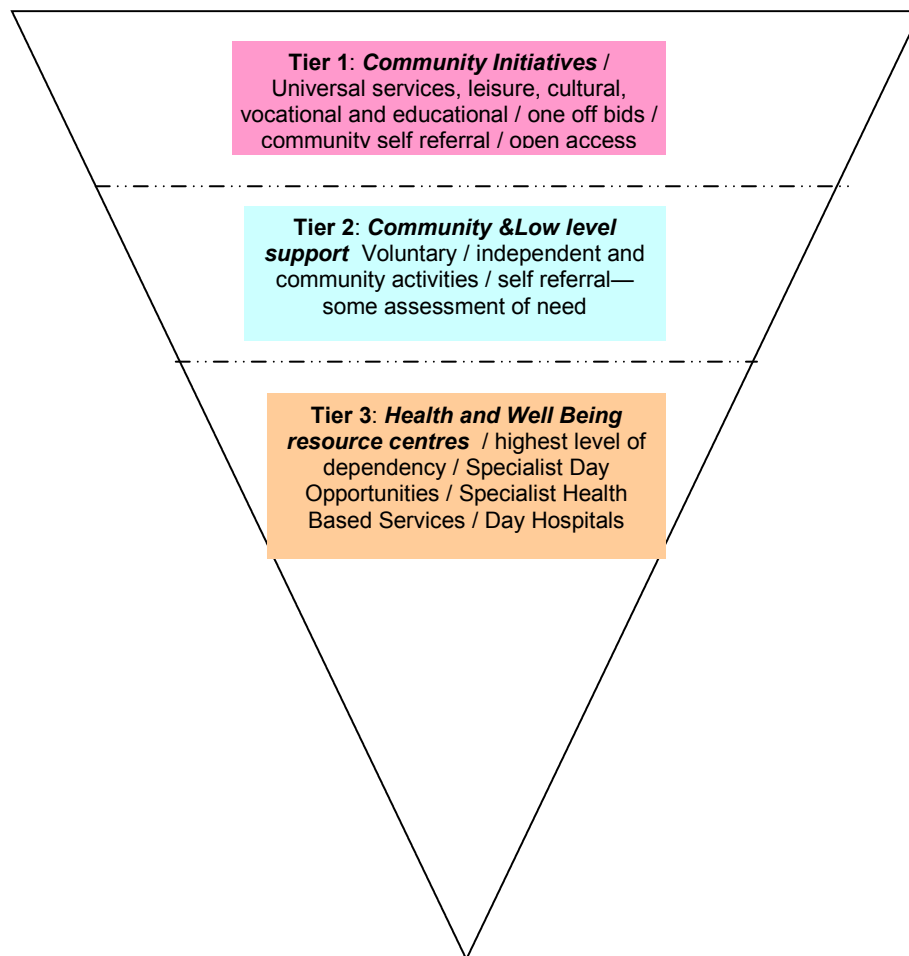 Tier 1: Community Initiatives /
Universal services, leisure, cultural,
vocational and educational / one off bids /
community self referral / open access
Tier 2: Community &Low level
support Voluntary / independent and
community activities / self referral—
some assessment of need
Tier 3: Health and Well Being
resource centres / highest level of
dependency / Specialist Day
Opportunities / Specialist Health
Based Services / Day Hospitals